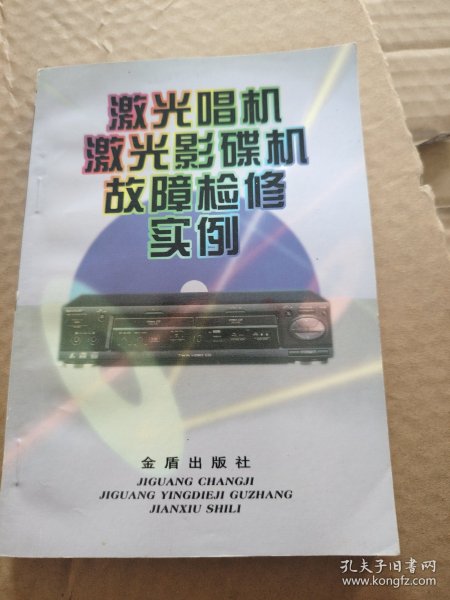 激光唱机
激光影碟机
故障检修
实例
金盾出版社
JIGUANG CHANGJI
JIGUANG YINGDIEJI GUZHANG
JIANXIU SHILI
孔夫子旧书网
www.kongfz.com